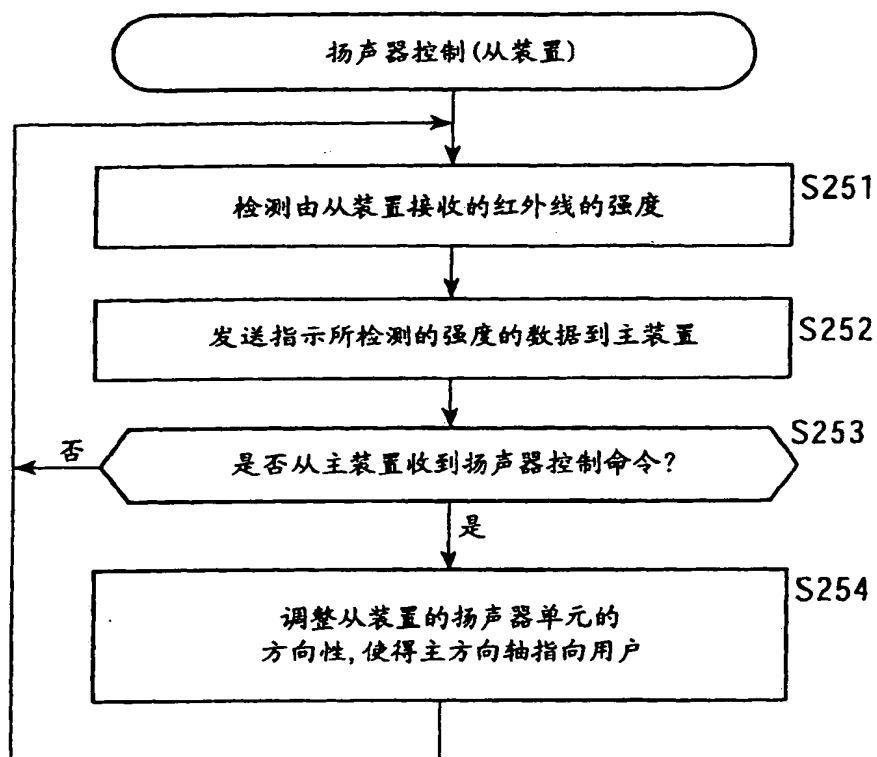 扬声器控制(从装置)
检测由从装置接收的红外线的强度
S251
发送指示所检测的强度的数据到主装置
S252
是否从主装置收到扬声器控制命令?
S253
否
是
调整从装置的扬声器单元的
方向性,使得主方向轴指向用户
S254